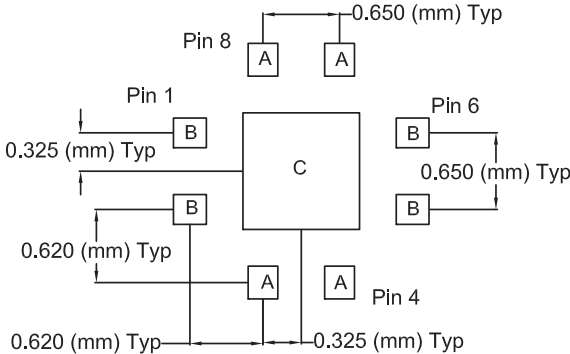 0.650 (mm) Typ
Pin 8
A A
Pin 1
Pin 6
B
B
0.325 (mm) Typ
C
0.650 (mm) Typ
B
B
0.620 (mm) Typ
A A
Pin 4
0.620 (mm) Typ
0.325 (mm) Typ